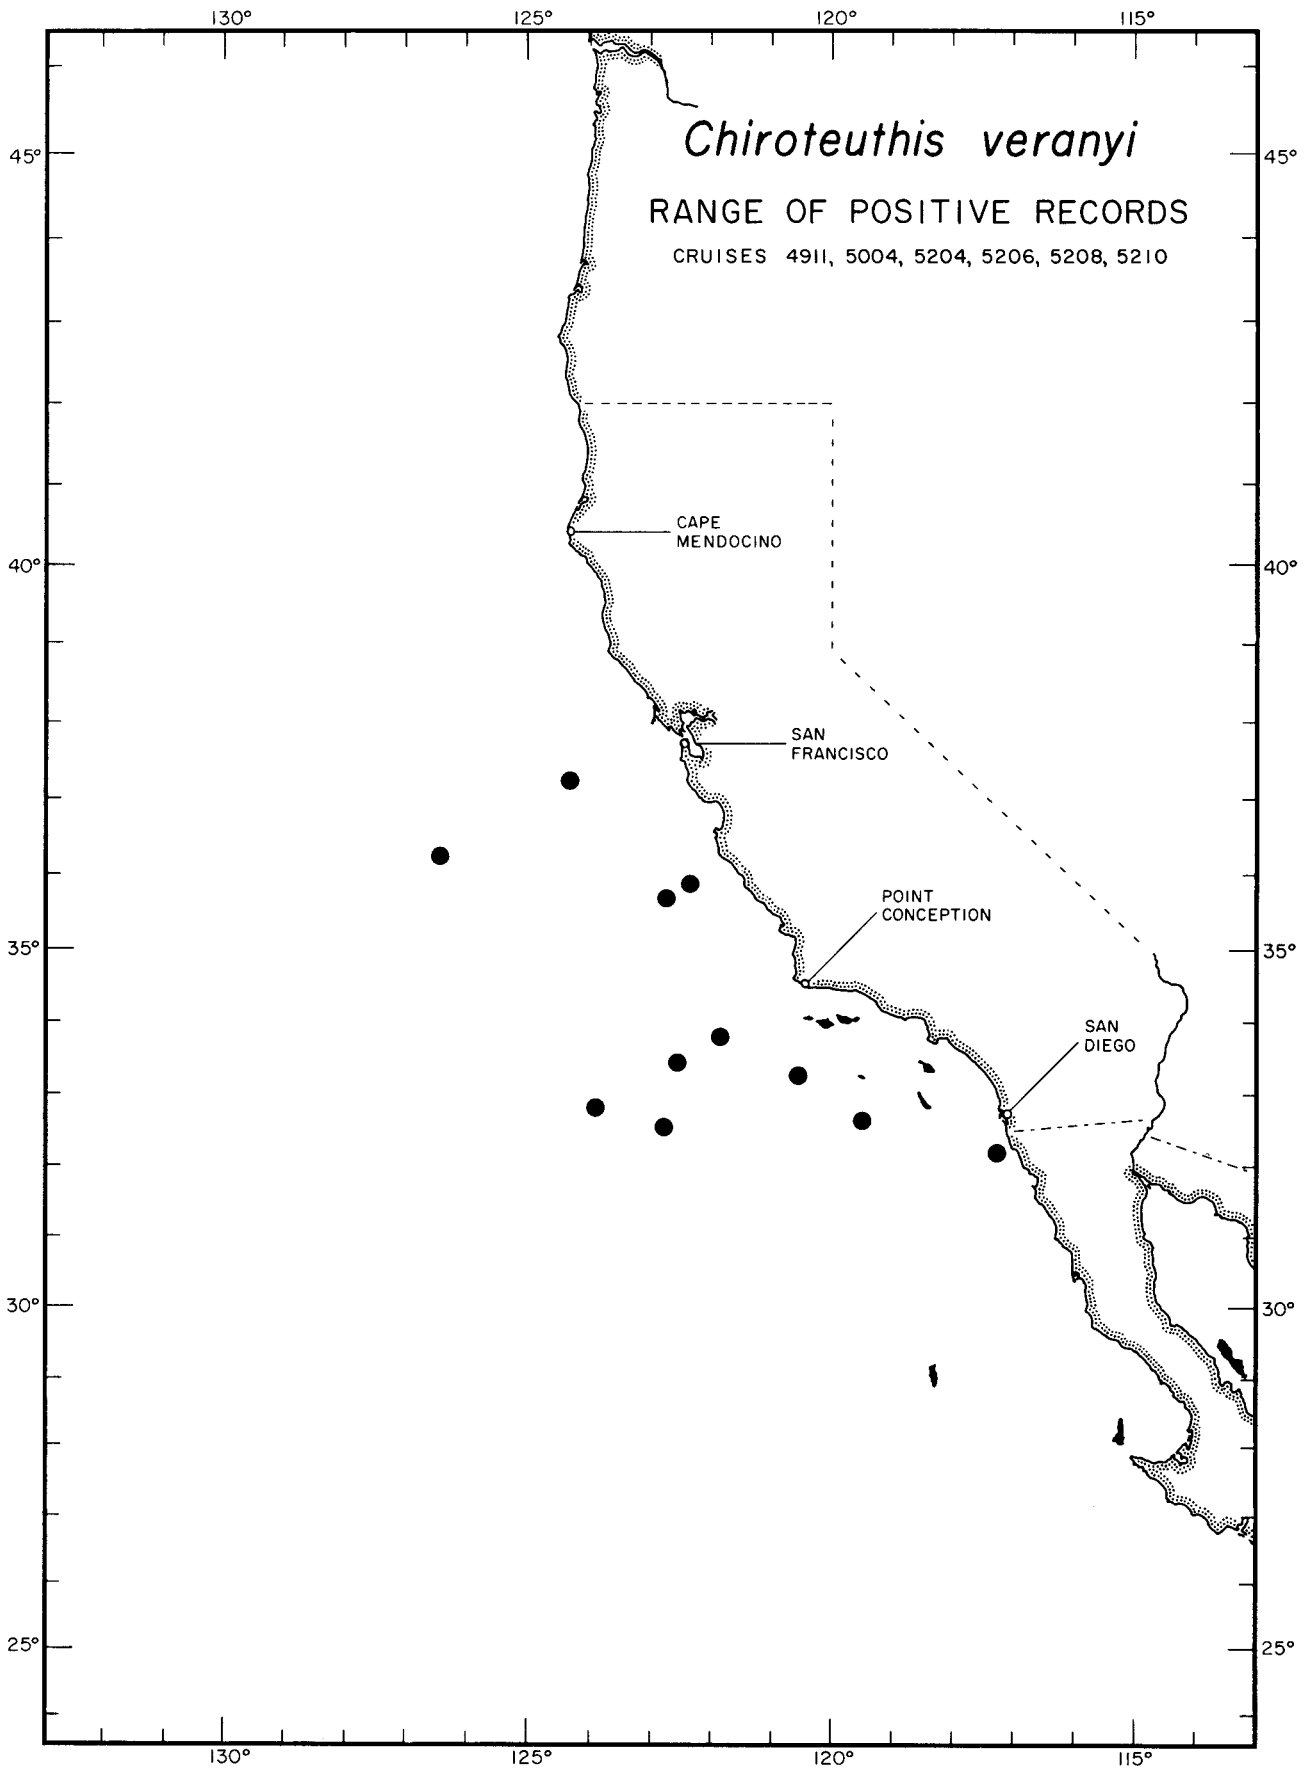 130° 125° 120° 115°
Chiroteuthis veranyi
45° 45°
RANGE OF POSITIVE RECORDS
CRUISES 4911, 5004, 5204, 5206, 5208, 5210
CAPE
MENDOCINO
40° 40°
SAN
FRANCISCO
POINT
CONCEPTION
35° 35°
SAN
DIEGO
30° 30°
25° 25°
130° 125° 120° 115°